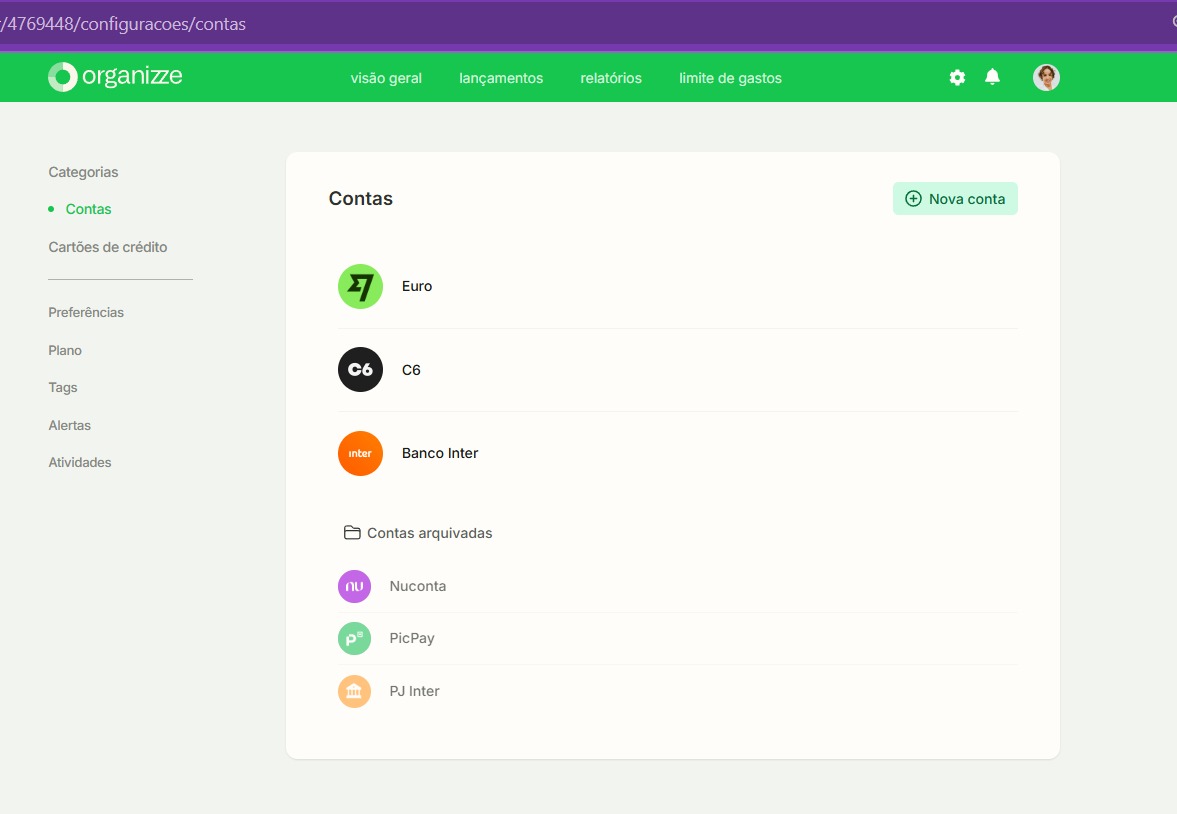 /4769448/configuracoes/contas
organizze
visão geral
lançamentos
relatórios
limite de gastos
Categorias
Contas
Cartões de crédito
Preferências
Plano
Tags
Alertas
Atividades
Contas
Nova conta
Euro
C6
C6
inter
Banco Inter
Contas arquivadas
nu
Nuconta
P
PicPay
PJ Inter